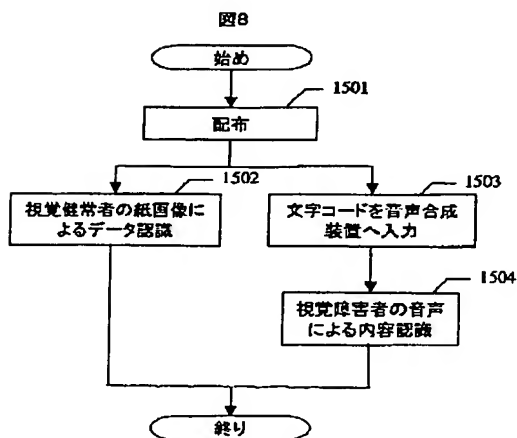 図8
始め
1501
配布
1502
視覚健常者の紙画像に
よるデータ認識
1503
文字コードを音声合成
装置へ入力
1504
視覚障害者の音声
による内容認識
終り